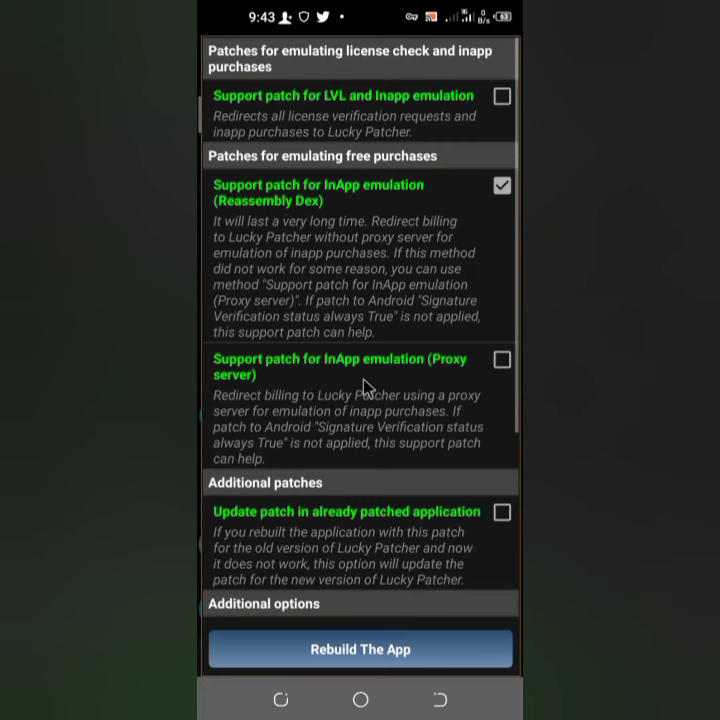 9:43
0 B/s 63
Patches for emulating license check and inapp
purchases
Support patch for LVL and Inapp emulation
Redirects all license verification requests and
inapp purchases to Lucky Patcher.
Patches for emulating free purchases
Support patch for InApp emulation
(Reassembly Dex)
It will last a very long time. Redirect billing
to Lucky Patcher without proxy server for
emulation of inapp purchases. If this method
did not work for some reason, you can use
method "Support patch for InApp emulation
(Proxy server)". If patch to Android "Signature
Verification status always True" is not applied,
this support patch can help.
Support patch for InApp emulation (Proxy
server)
Redirect billing to Lucky Patcher using a proxy
server for emulation of inapp purchases. If
patch to Android "Signature Verification status
always True" is not applied, this support patch
can help.
Additional patches
Update patch in already patched application
If you rebuilt the application with this patch
for the old version of Lucky Patcher and now
it does not work, this option will update the
patch for the new version of Lucky Patcher.
Additional options
Rebuild The App